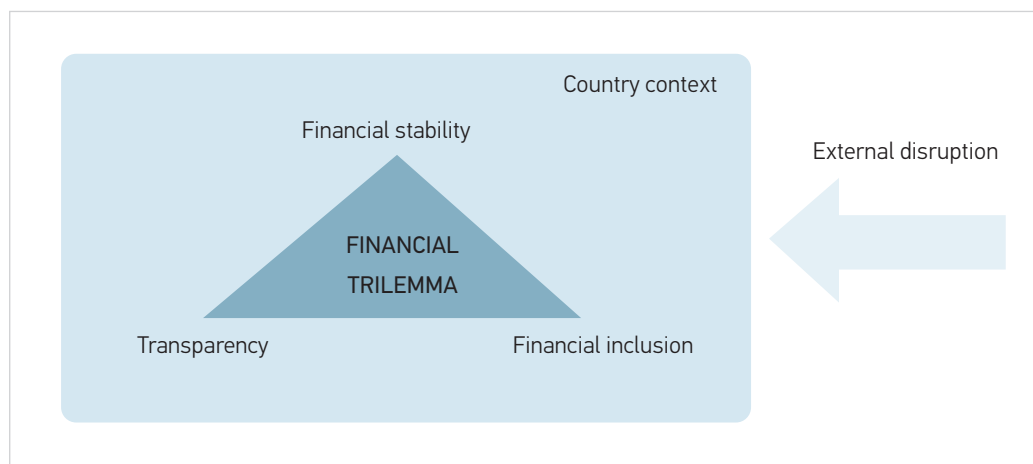 Country context
Financial stability
External disruption
FINANCIAL
TRILEMMA
Transparency
Financial inclusion